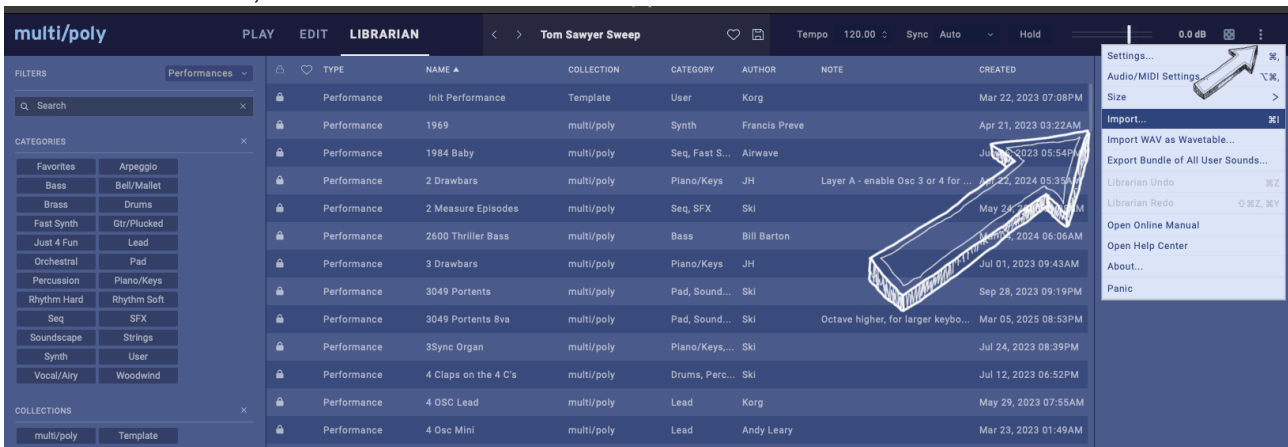 multi/poly PLAY EDIT LIBRARIAN < > Tom Sawyer Sweep Tempo 120.00 Sync Auto Hold 0.0 dB
FILTERS Performances TYPE NAME COLLECTION CATEGORY AUTHOR NOTE CREATED
Search
Performance Init Performance Template User Korg Mar 22, 2023 07:08PM
Performance 1969 multi/poly Synth Francis Preve Apr 21, 2023 03:22AM
CATEGORIES
Performance 1984 Baby multi/poly Seq, Fast S... Airwave 2023 05:54PM
Favorites Arpeggio
Performance 2 Drawbars multi/poly Piano/Keys JH Layer A - enable Osc 3 or 4 for ... Apr 22, 2024 05:35AM
Bass Bell/Mallet
Brass Drums
Performance 2 Measure Episodes multi/poly Seq, SFX Ski May 24,
Fast Synth Gtr/Plucked
Performance 2600 Thriller Bass multi/poly Bass Bill Barton 2024 06:06AM
Just 4 Fun Lead
Orchestral Pad
Performance 3 Drawbars multi/poly Piano/Keys JH Jul 01, 2023 09:43AM
Percussion Piano/Keys
Rhythm Hard Rhythm Soft
Performance 3049 Portents multi/poly Pad, Sound... Ski Sep 28, 2023 09:19PM
Seq SFX
Performance 3049 Portents 8va multi/poly Pad, Sound... Ski Octave higher, for larger keybo... Mar 05, 2025 08:53PM
Soundscape Strings
Synth User
Performance 3Sync Organ multi/poly Piano/Keys,... Ski Jul 24, 2023 08:39PM
Vocal/Airy Woodwind
Performance 4 Claps on the 4 C's multi/poly Drums, Perc... Ski Jul 12, 2023 06:52PM
COLLECTIONS
Performance 4 OSC Lead multi/poly Lead Korg May 29, 2023 07:55AM
multi/poly Template
Performance 4 Osc Mini multi/poly Lead Andy Leary Mar 23, 2023 01:49AM
Settings... ⌘,
Audio/MIDI Settings... ⌥⌘,
Size >
Import... ⌘I
Import WAV as Wavetable...
Export Bundle of All User Sounds...
Librarian Undo ⌘Z
Librarian Redo ⇧⌘Z, ⌘Y
Open Online Manual
Open Help Center
About...
Panic